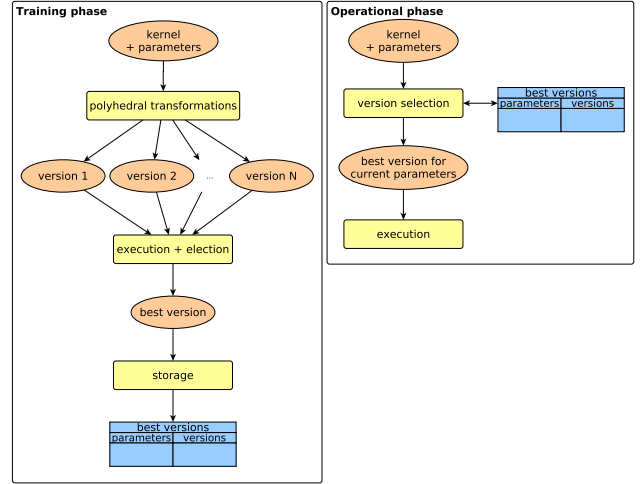 Training phase
kernel
+ parameters
polyhedral transformations
version 1
version 2
...
version N
execution + election
best version
storage
best versions
parameters
versions
Operational phase
kernel
+ parameters
version selection
best versions
parameters
versions
best version for
current parameters
execution